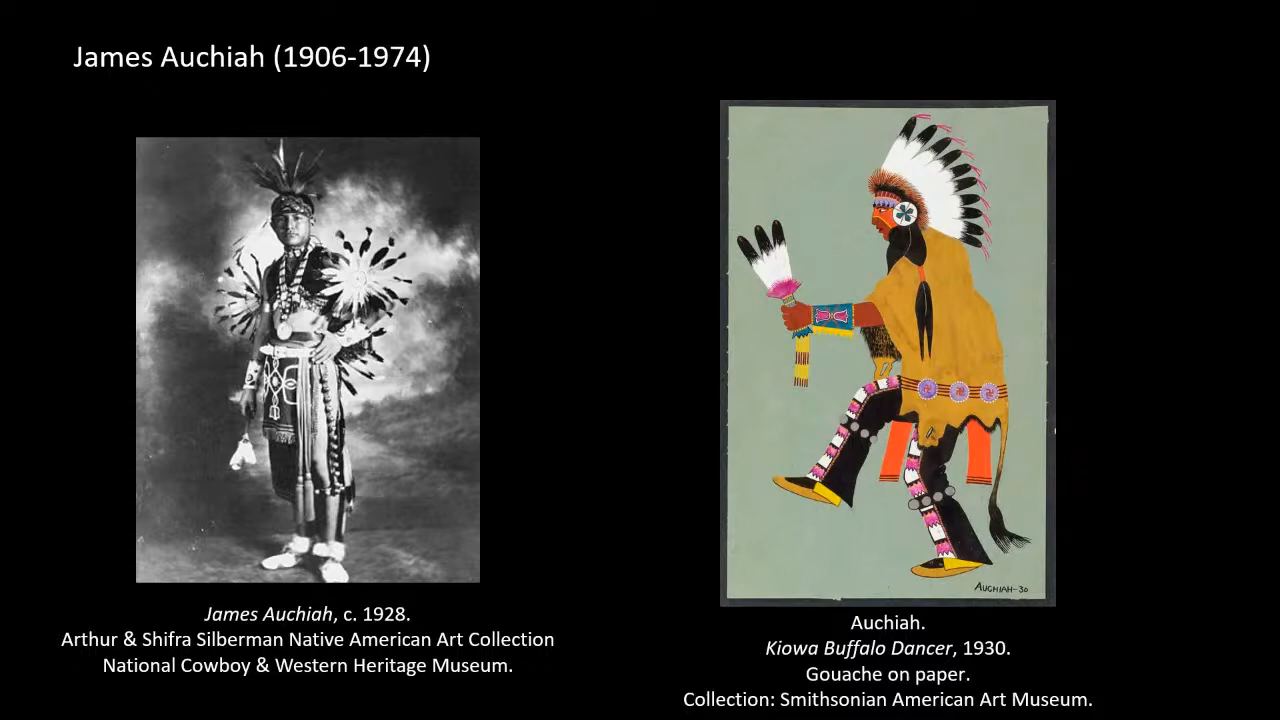 James Auchiah (1906-1974)
AUCHIAH-30
James Auchiah, c. 1928.
Arthur & Shifra Silberman Native American Art Collection
National Cowboy & Western Heritage Museum.
Auchiah.
Kiowa Buffalo Dancer, 1930.
Gouache on paper.
Collection: Smithsonian American Art Museum.